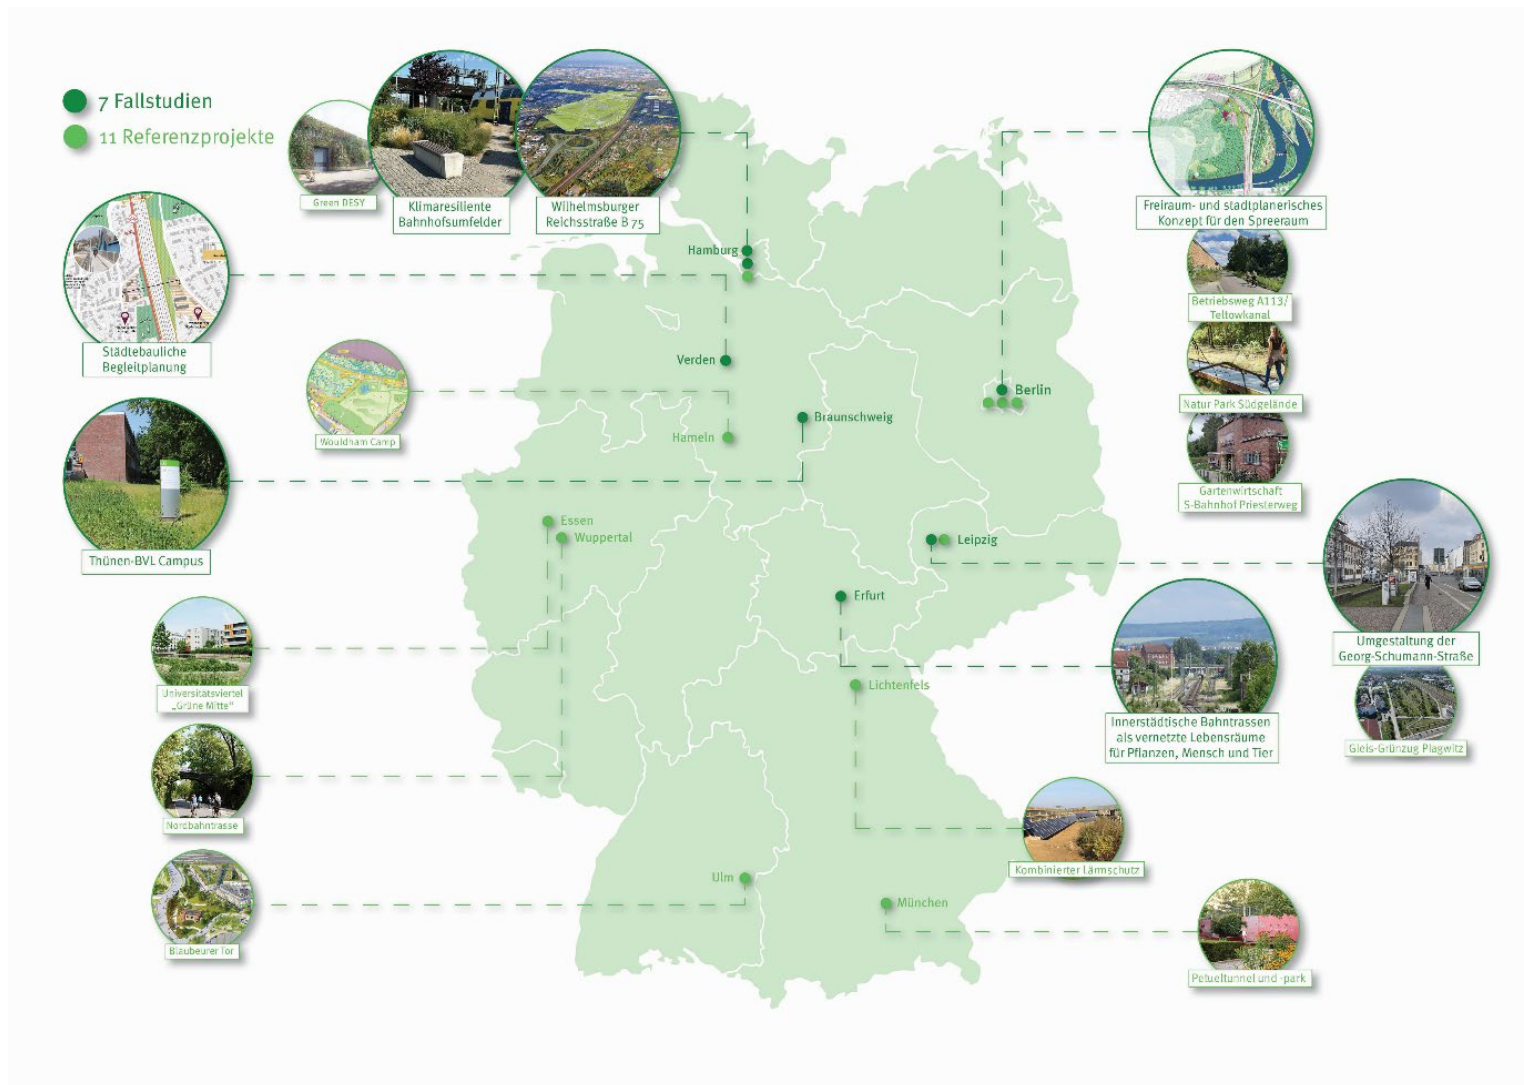 7 Fallstudien
11 Referenzprojekte
Green DESY
Klimaresiliente
Bahnhofsumfelder
Wilhelmsburger
Reichsstraße B 75
Freiraum- und stadtplanerisches
Konzept für den Spreeraum
Hamburg
Betriebsweg A113/
Teltowkanal
Städtebauliche
Begleitplanung
Verden
Berlin
Natur Park Südgelände
Braunschweig
Hameln
Wouldham Camp
Gartenwirtschaft
S-Bahnhof Priesterweg
Essen
Wuppertal
Leipzig
Thünen-BVL Campus
Erfurt
Umgestaltung der
Georg-Schumann-Straße
Lichtenfels
Universitätsviertel
„Grüne Mitte“
Innerstädtische Bahntrassen
als vernetzte Lebensräume
für Pflanzen, Mensch und Tier
Gleis-Grünzug Plagwitz
Nordbahntrasse
Kombinierter Lärmschutz
Ulm
München
Blaubeurer Tor
Petueltunnel und -park